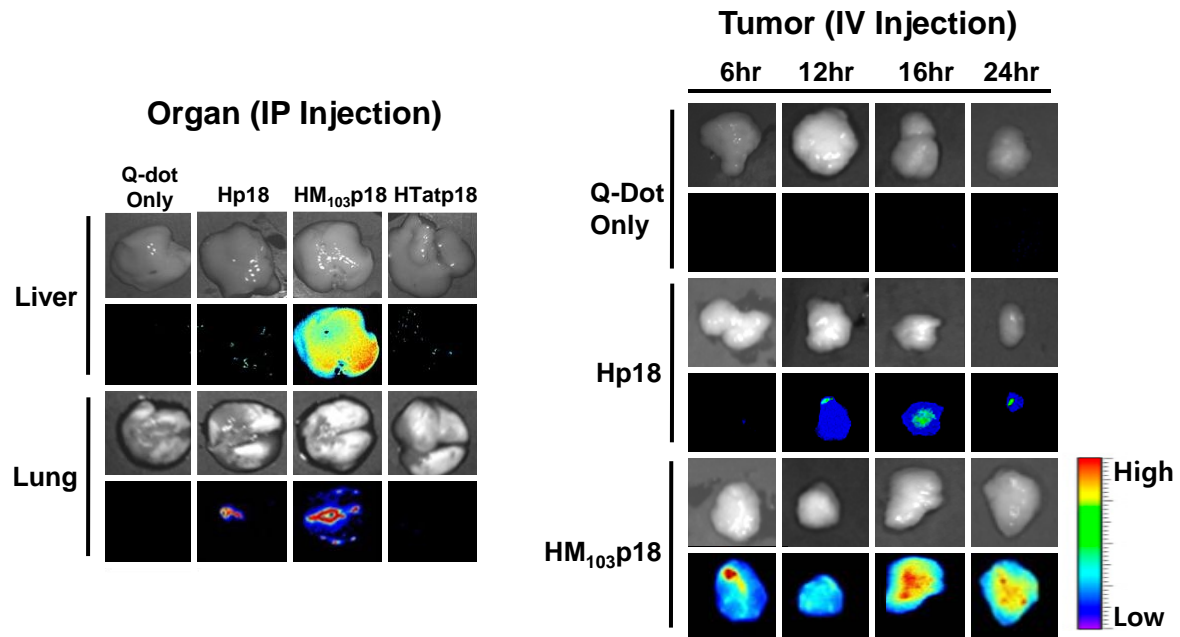 Organ (IP Injection)
Q-dot
Only
Hp18
HM₁₀₃p18
HTatp18
Liver
Lung
Tumor (IV Injection)
6hr
12hr
16hr
24hr
Q-Dot
Only
Hp18
HM₁₀₃p18
High
Low